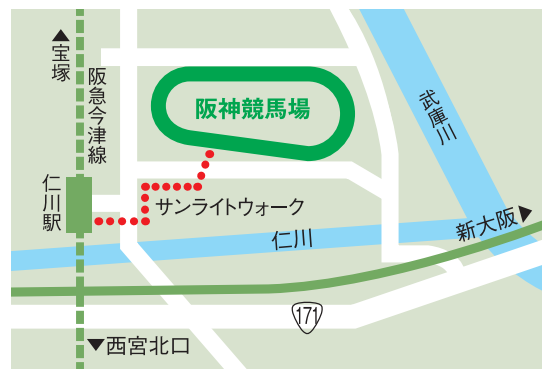 ▲宝塚
阪急今津線
阪神競馬場
武庫川
仁川駅
サンライトウォーク
仁川
新大阪▶
171
▼西宮北口